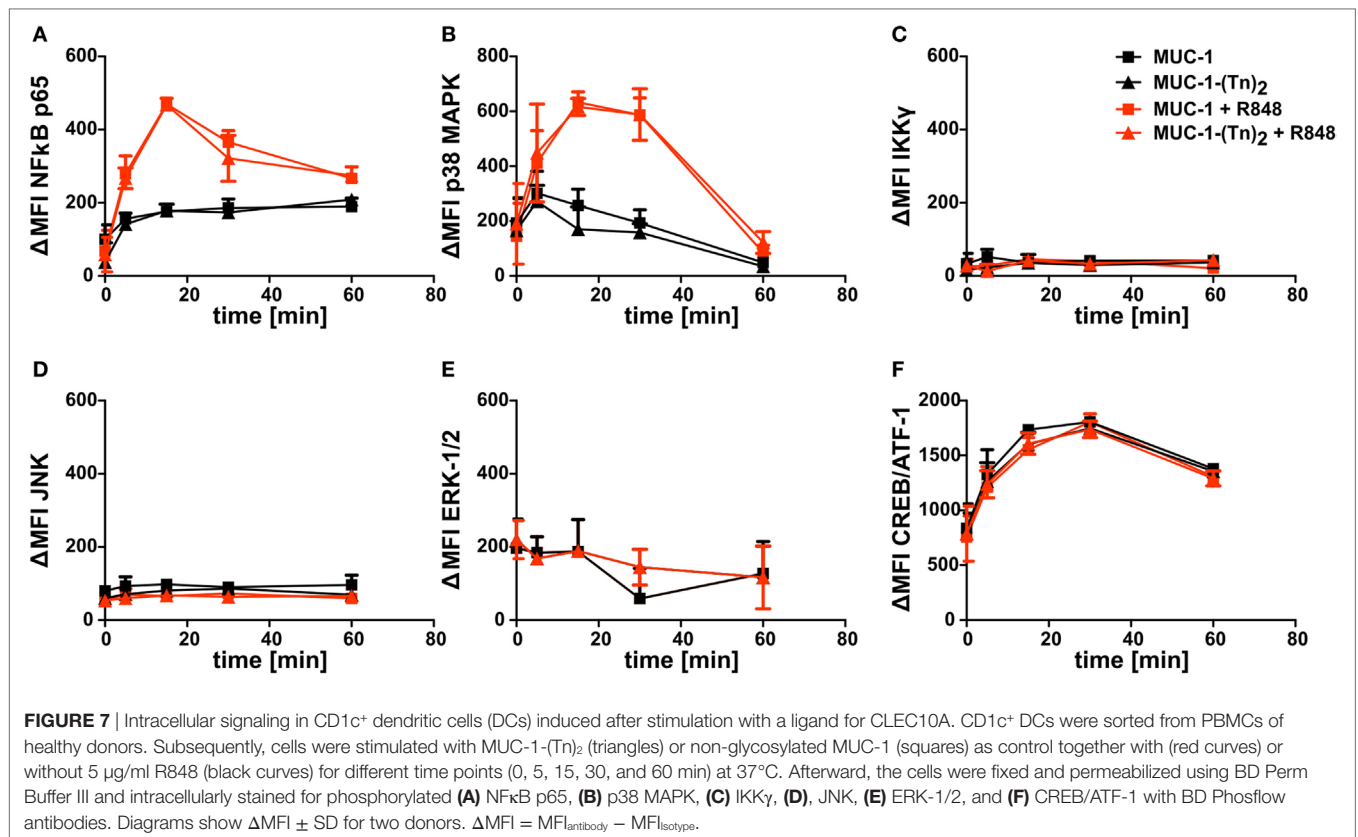 A
ΔMFI NFkB p65
600
400
200
0
0 20 40 60 80
time [min]
B
ΔMFI p38 MAPK
800
600
400
200
0
0 20 40 60 80
time [min]
C
ΔMFI IKKγ
600
400
200
0
0 20 40 60 80
time [min]
MUC-1
MUC-1-(Tn)₂
MUC-1 + R848
MUC-1-(Tn)₂ + R848
D
ΔMFI JNK
600
400
200
0
0 20 40 60 80
time [min]
E
ΔMFI ERK-1/2
600
400
200
0
0 20 40 60 80
time [min]
F
ΔMFI CREB/ATF-1
2000
1500
1000
500
0
0 20 40 60 80
time [min]
FIGURE 7 | Intracellular signaling in CD1c⁺ dendritic cells (DCs) induced after stimulation with a ligand for CLEC10A. CD1c⁺ DCs were sorted from PBMCs of
healthy donors. Subsequently, cells were stimulated with MUC-1-(Tn)₂ (triangles) or non-glycosylated MUC-1 (squares) as control together with (red curves) or
without 5 µg/ml R848 (black curves) for different time points (0, 5, 15, 30, and 60 min) at 37°C. Afterward, the cells were fixed and permeabilized using BD Perm
Buffer III and intracellularly stained for phosphorylated (A) NFκB p65, (B) p38 MAPK, (C) IKKγ, (D), JNK, (E) ERK-1/2, and (F) CREB/ATF-1 with BD Phosflow
antibodies. Diagrams show ΔMFI ± SD for two donors. ΔMFI = MFIantibody − MFIIsotype.